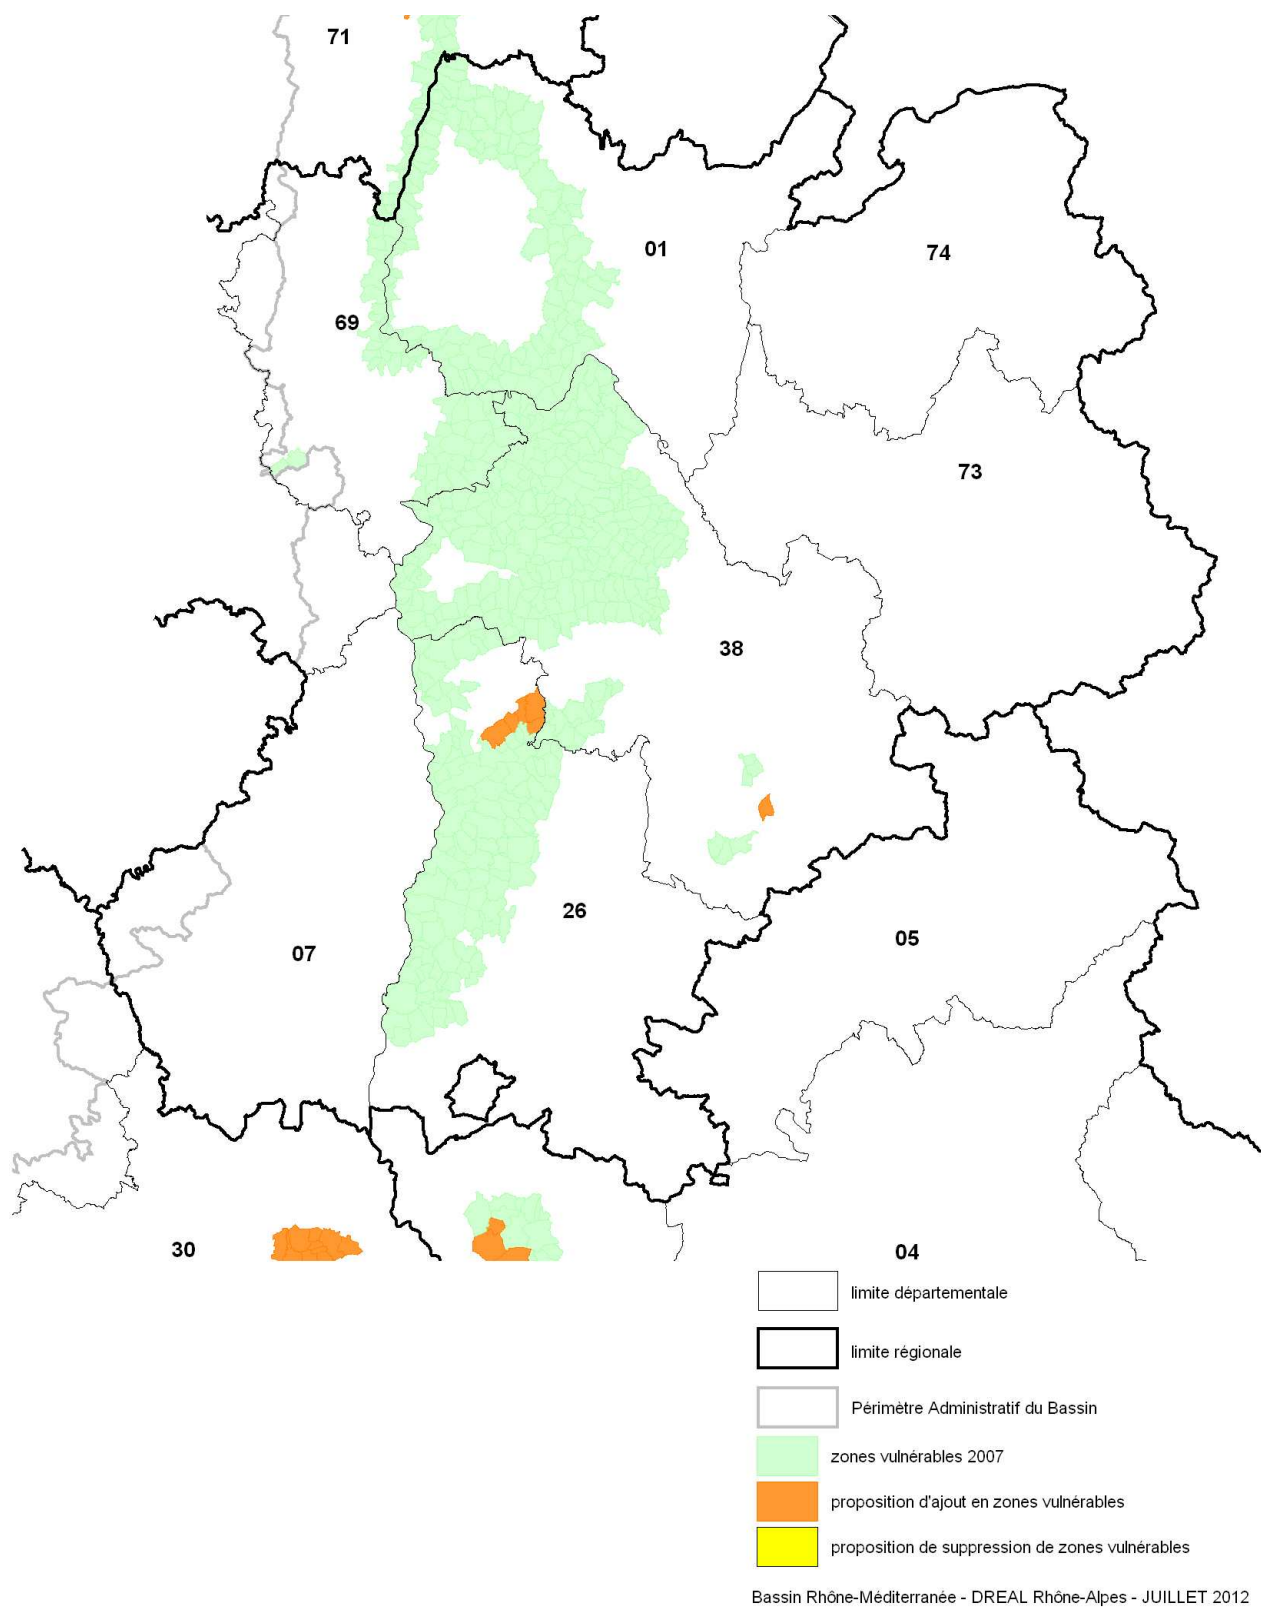 71
01
74
69
73
38
26
05
07
30
04
limite départementale
limite régionale
Périmètre Administratif du Bassin
zones vulnérables 2007
proposition d'ajout en zones vulnérables
proposition de suppression de zones vulnérables
Bassin Rhône-Méditerranée - DREAL Rhône-Alpes - JUILLET 2012